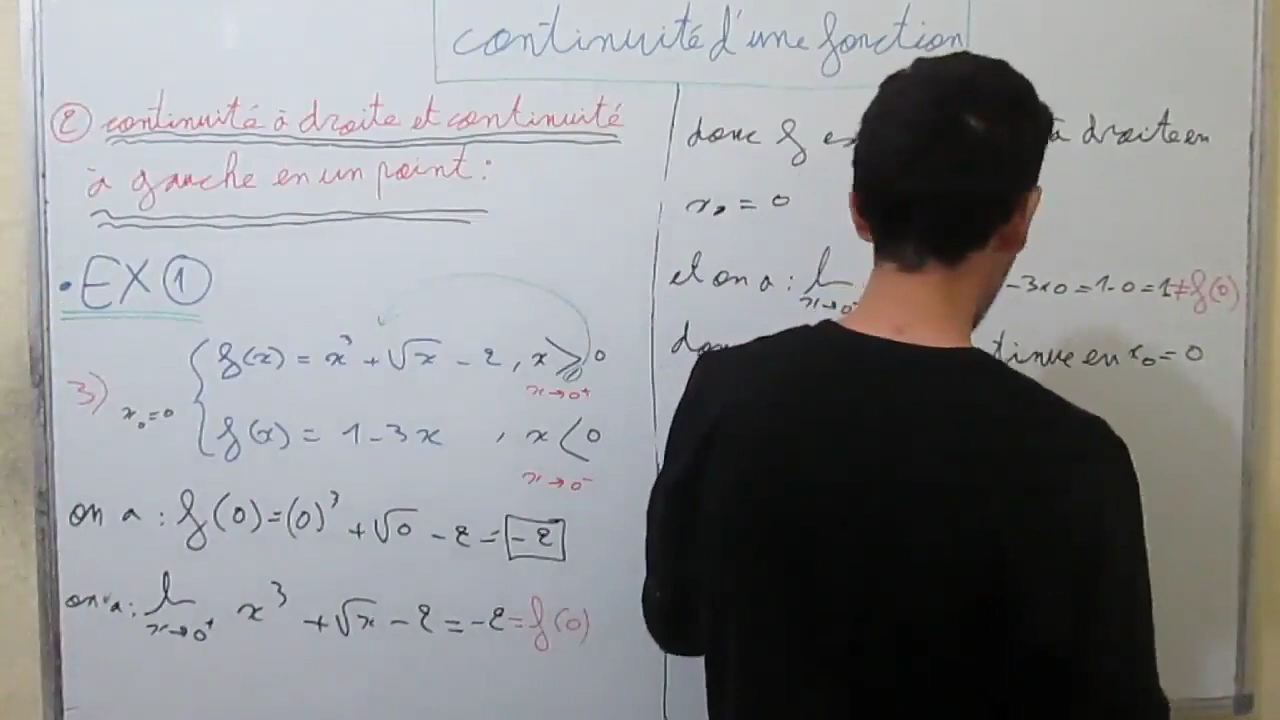 continuité d'une fonction
② continuité à droite et continuité
à gauche en un point :
• EX ①
3) x₀ = 0
f(x) = x³ + √x - 2, x ⩾ 0
x→0⁺
f(x) = 1 - 3x , x < 0
x→0⁻
on a : f(0) = (0)³ + √0 - 2 = -2
on a : lim x³ + √x - 2 = -2 = f(0)
x→0⁺
donc f à droite en
x₀ = 0
et on a : lim - 3×0 = 1 - 0 = 1 ≠ f(0)
x→0⁻
en x₀ = 0